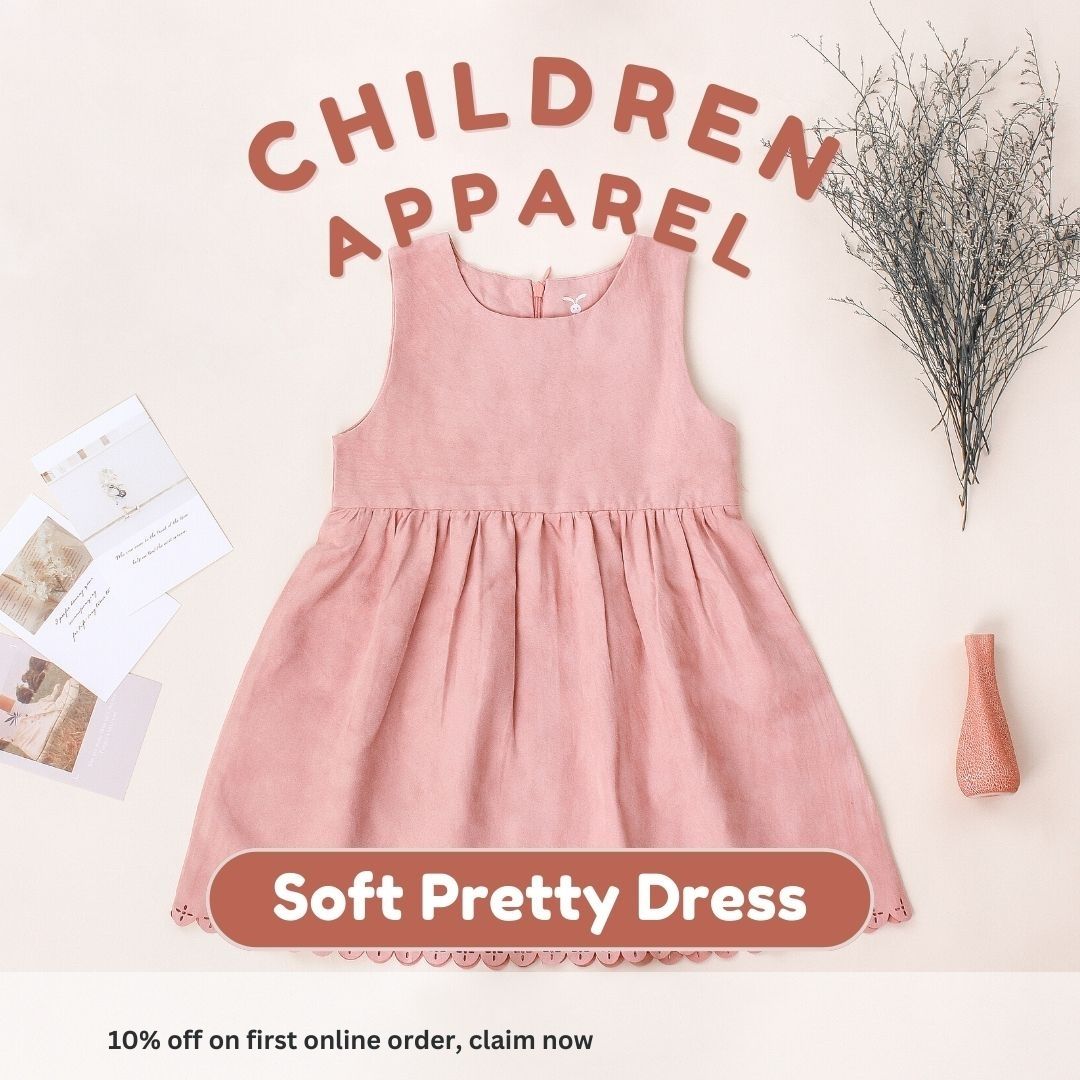 CHILDREN
APPAREL
Soft Pretty Dress
10% off on first online order, claim now